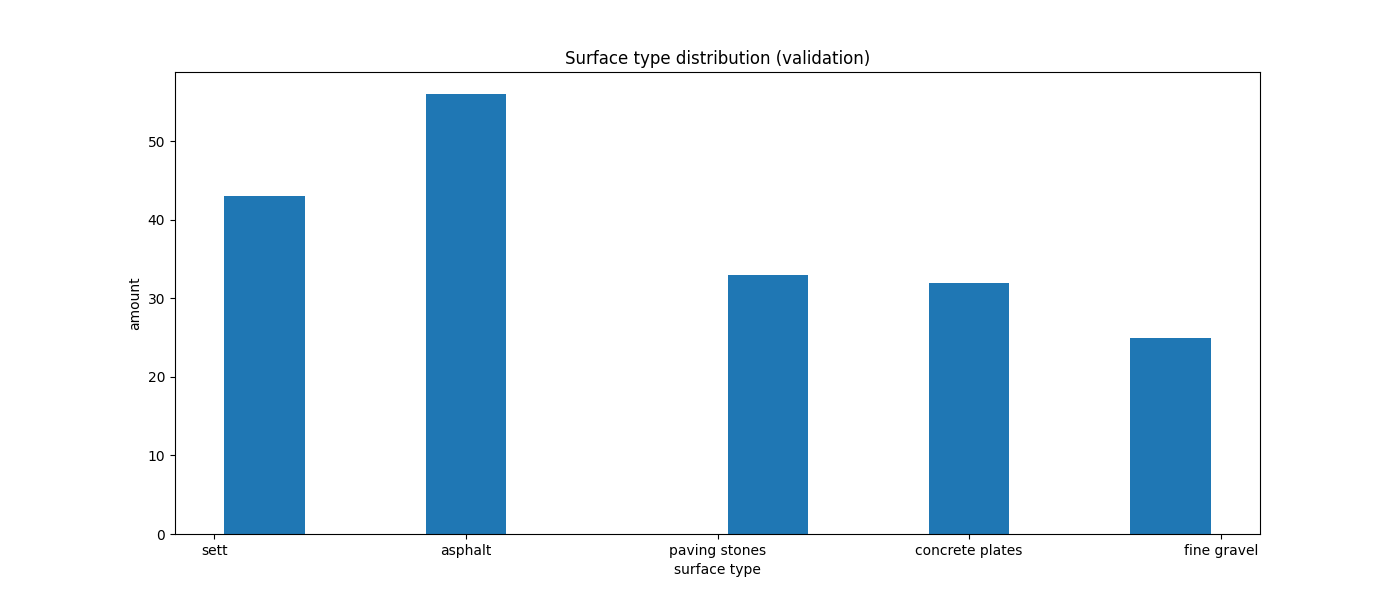 Surface type distribution (validation)
amount
50
40
30
20
10
0
sett asphalt paving stones concrete plates fine gravel
surface type